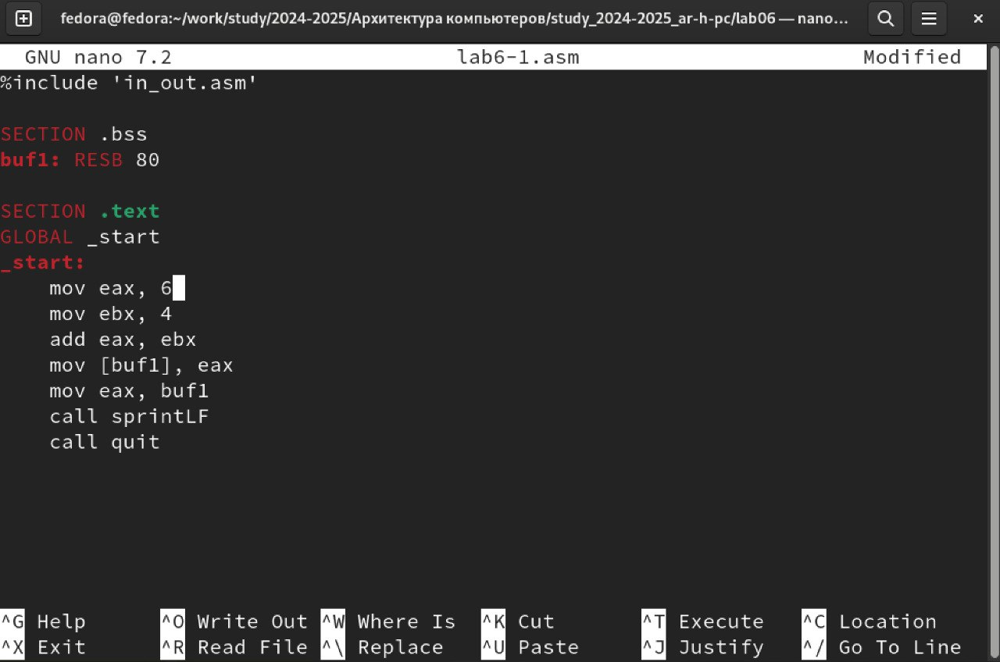 fedora@fedora:~/work/study/2024-2025/Архитектура компьютеров/study_2024-2025_ar-h-pc/lab06 — nano...
GNU nano 7.2 lab6-1.asm Modified
%include 'in_out.asm'
SECTION .bss
buf1: RESB 80
SECTION .text
GLOBAL _start
_start:
mov eax, 6
mov ebx, 4
add eax, ebx
mov [buf1], eax
mov eax, buf1
call sprintLF
call quit
^G Help ^O Write Out ^W Where Is ^K Cut ^T Execute ^C Location
^X Exit ^R Read File ^\ Replace ^U Paste ^J Justify ^/ Go To Line